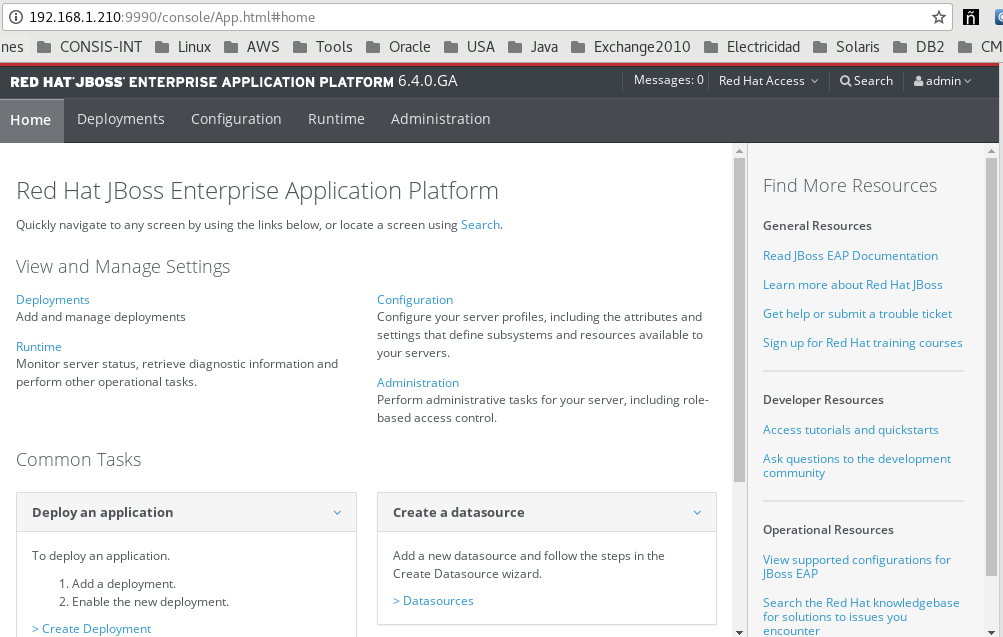 192.168.1.210:9990/console/App.html#home
ñ
nes CONSIS-INT Linux AWS Tools Oracle USA Java Exchange2010 Electricidad Solaris DB2 CM
RED HAT® JBOSS® ENTERPRISE APPLICATION PLATFORM 6.4.0.GA
Messages: 0 Red Hat Access Search admin
Home Deployments Configuration Runtime Administration
Red Hat JBoss Enterprise Application Platform
Quickly navigate to any screen by using the links below, or locate a screen using Search.
View and Manage Settings
Deployments
Add and manage deployments
Runtime
Monitor server status, retrieve diagnostic information and
perform other operational tasks.
Configuration
Configure your server profiles, including the attributes and
settings that define subsystems and resources available to
your servers.
Administration
Perform administrative tasks for your server, including role-
based access control.
Common Tasks
Deploy an application
To deploy an application.
1. Add a deployment.
2. Enable the new deployment.
> Create Deployment
Create a datasource
Add a new datasource and follow the steps in the
Create Datasource wizard.
> Datasources
Find More Resources
General Resources
Read JBoss EAP Documentation
Learn more about Red Hat JBoss
Get help or submit a trouble ticket
Sign up for Red Hat training courses
Developer Resources
Access tutorials and quickstarts
Ask questions to the development
community
Operational Resources
View supported configurations for
JBoss EAP
Search the Red Hat knowledgebase
for solutions to issues you
encounter